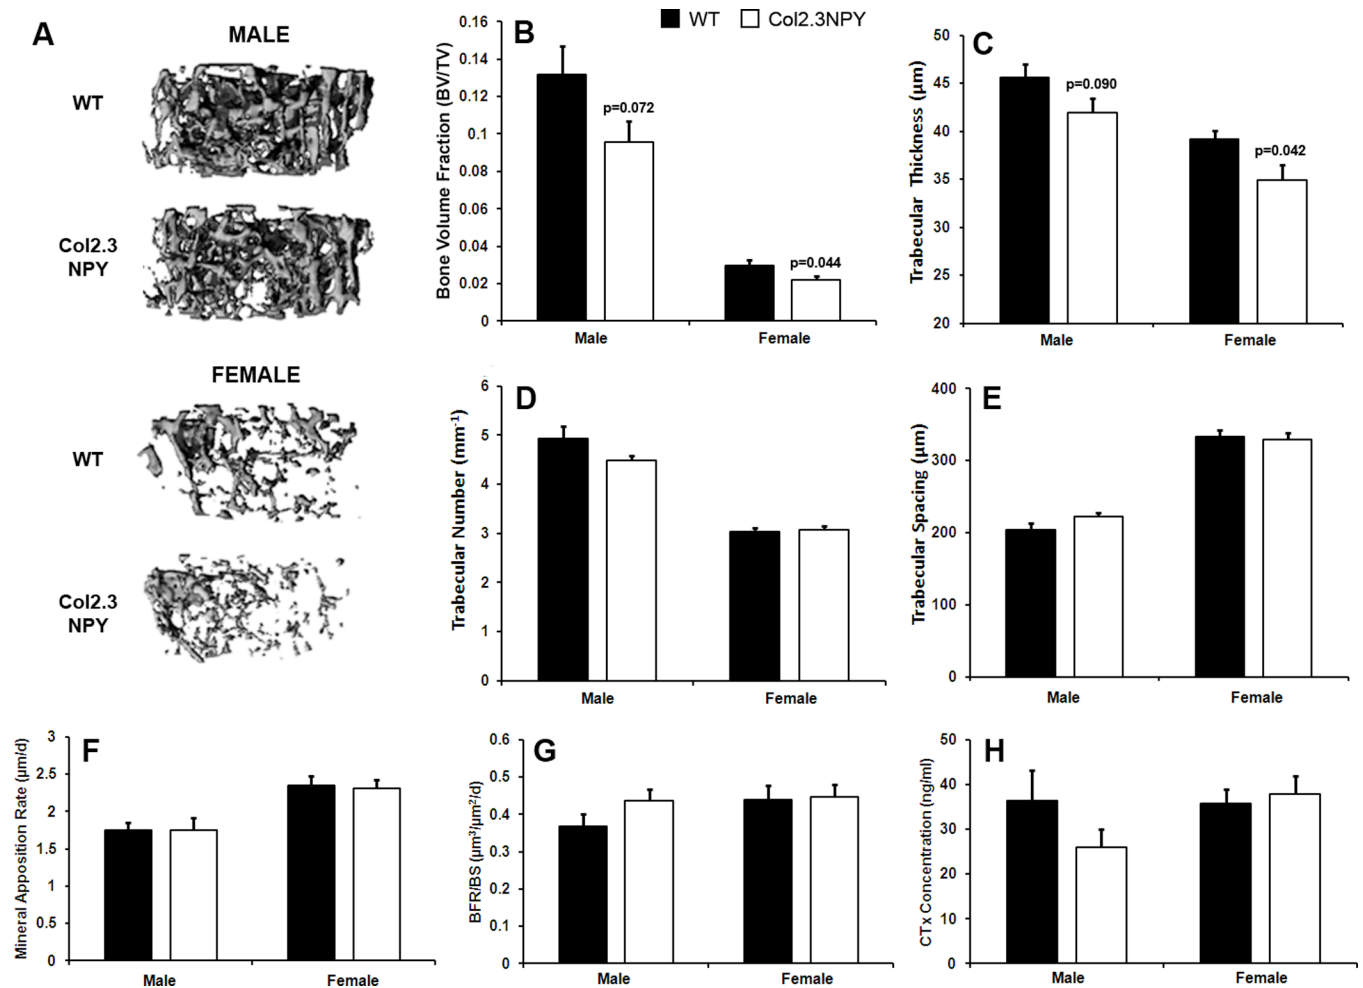 A
MALE
WT
Col2.3
NPY
FEMALE
WT
Col2.3
NPY
WT
Col2.3NPY
B
Bone Volume Fraction (BV/TV)
0.16
0.14
0.12
0.1
0.08
0.06
0.04
0.02
0
p=0.072
p=0.044
Male
Female
C
Trabecular Thickness (µm)
50
45
40
35
30
25
20
p=0.090
p=0.042
Male
Female
D
Trabecular Number (mm⁻¹)
6
5
4
3
2
1
0
Male
Female
E
Trabecular Spacing (µm)
400
300
200
100
0
Male
Female
F
Mineral Apposition Rate (µm/d)
3
2.5
2
1.5
1
0.5
0
Male
Female
G
BFR/BS (µm³/µm²/d)
0.6
0.5
0.4
0.3
0.2
0.1
0
Male
Female
H
CTx Concentration (ng/ml)
50
40
30
20
10
0
Male
Female